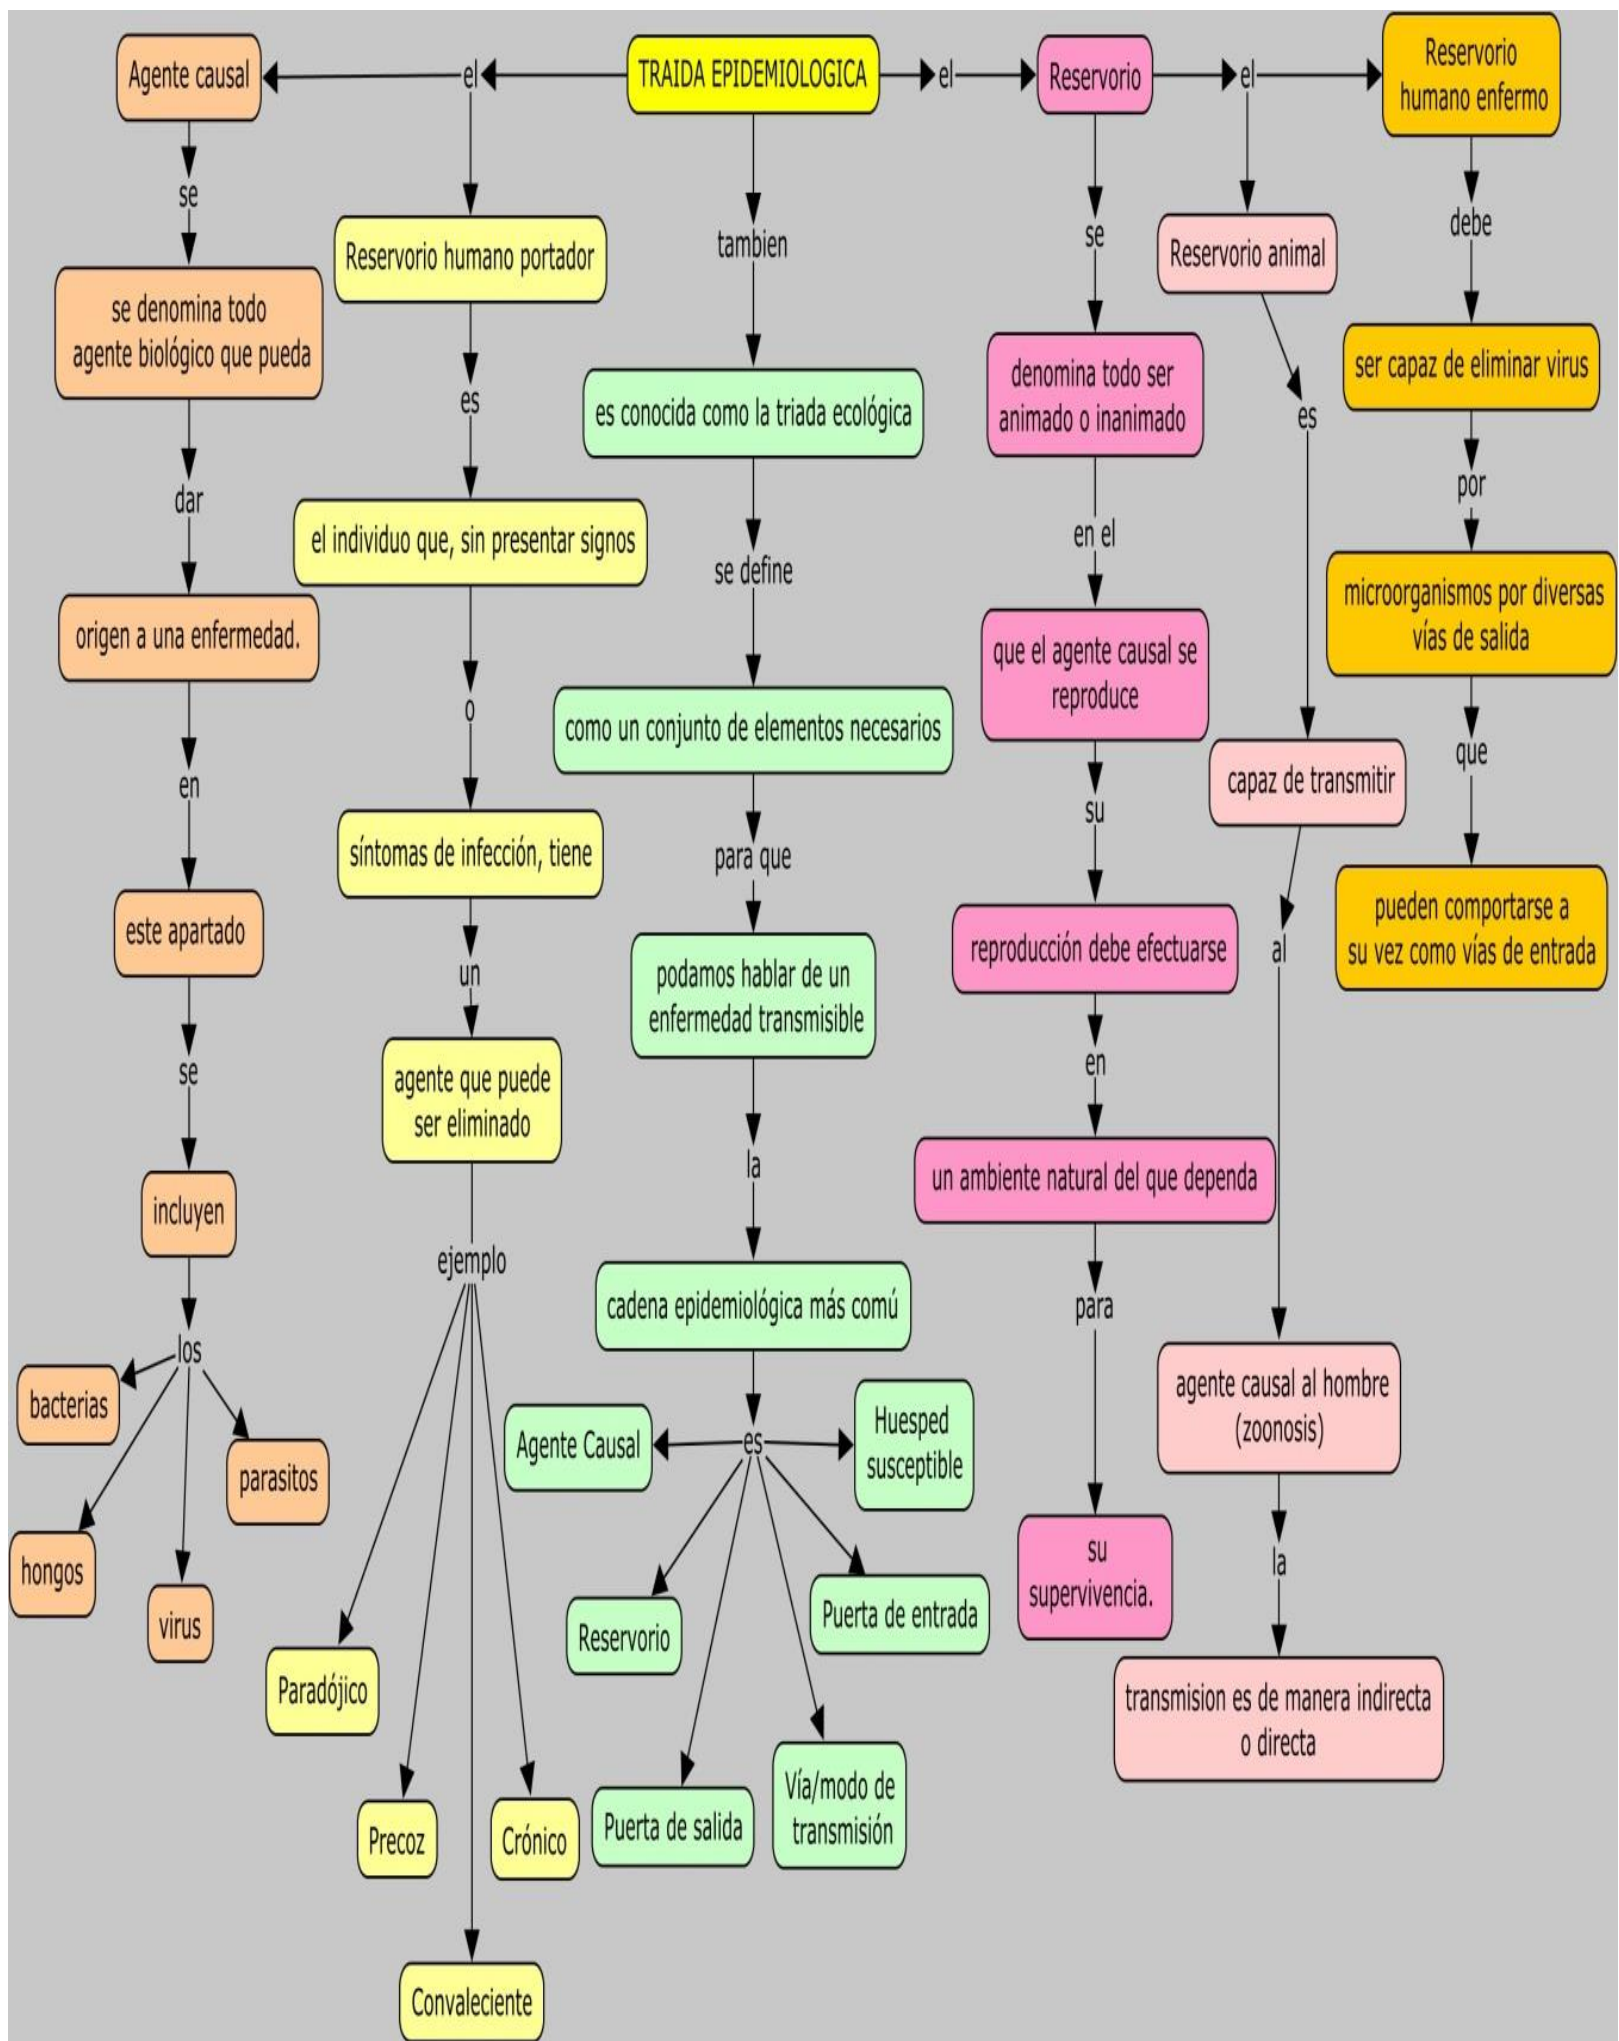 TRAIDA EPIDEMIOLOGICA
el
Agente causal
se
se denomina todo
agente biológico que pueda
dar
origen a una enfermedad.
en
este apartado
se
incluyen
los
bacterias
hongos
virus
parasitos
Reservorio humano portador
es
el individuo que, sin presentar signos
o
síntomas de infección, tiene
un
agente que puede
ser eliminado
ejemplo
Paradójico
Precoz
Convaleciente
Crónico
tambien
es conocida como la triada ecológica
se define
como un conjunto de elementos necesarios
para que
podamos hablar de un
enfermedad transmisible
la
cadena epidemiológica más comú
es
Agente Causal
Reservorio
Puerta de salida
Vía/modo de
transmisión
Puerta de entrada
Huesped
susceptible
el
Reservorio
se
denomina todo ser
animado o inanimado
en el
que el agente causal se
reproduce
su
reproducción debe efectuarse
en
un ambiente natural del que dependa
para
su
supervivencia.
el
Reservorio animal
es
capaz de transmitir
al
agente causal al hombre
(zoonosis)
la
transmision es de manera indirecta
o directa
Reservorio
humano enfermo
debe
ser capaz de eliminar virus
por
microorganismos por diversas
vías de salida
que
pueden comportarse a
su vez como vías de entrada